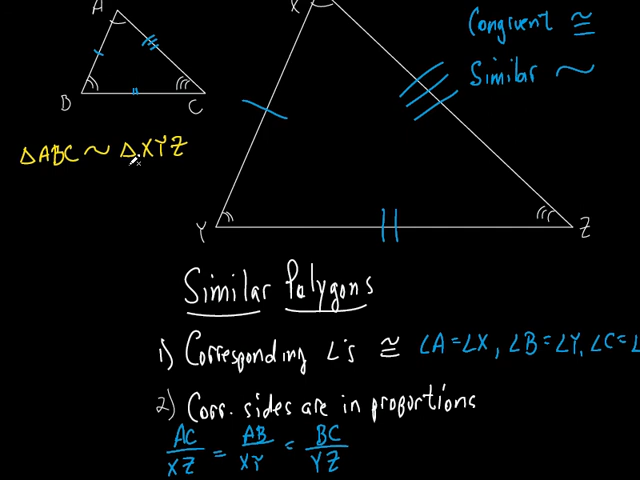 A
X
Congruent ≅
Similar ~
B
C
ΔABC ~ Δ XYZ
Y
Z
Similar Polygons
1) Corresponding ∠'s ≅ ∠A = ∠X, ∠B = ∠Y, ∠C = ∠
2) Corr. sides are in proportions
AC/XZ = AB/XY = BC/YZ